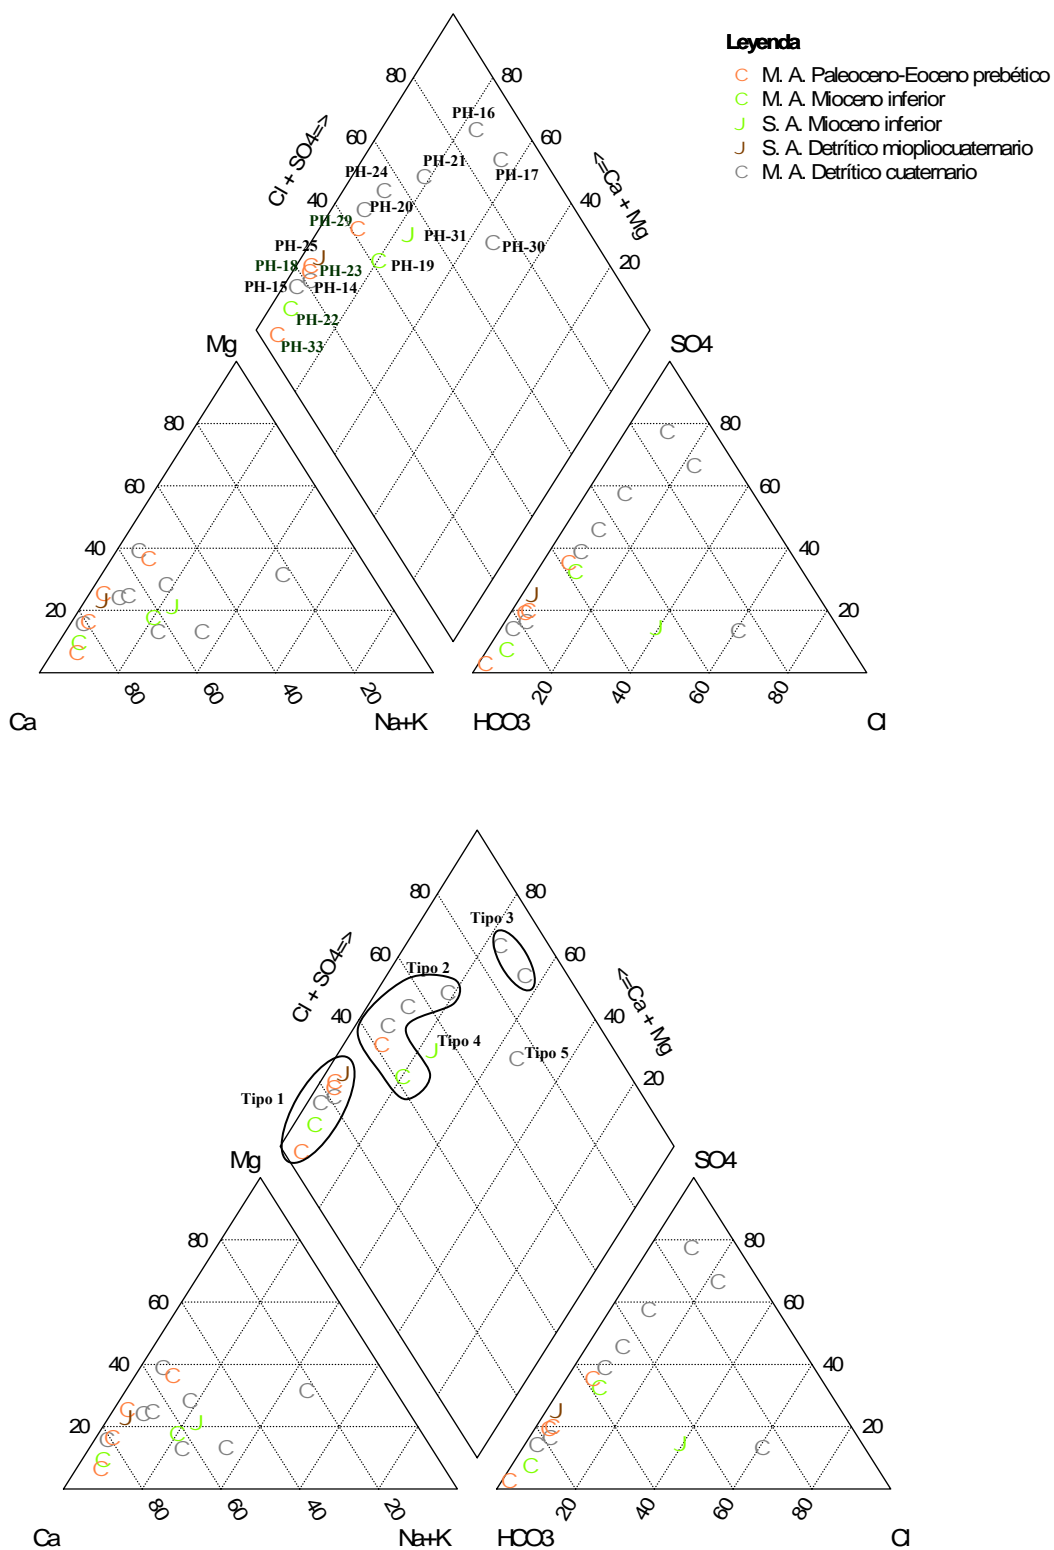 Leyenda
C M. A. Paleoceno-Eoceno prebético
C M. A. Mioceno inferior
J S. A. Mioceno inferior
J S. A. Detrítico miopliocuaternario
C M. A. Detrítico cuaternario
80 80
PH-16
60 60
Cl + SO4=> <=Ca + Mg
PH-21
PH-24 PH-17
40 40
PH-20
PH-29
PH-31 PH-30
PH-25
PH-18 PH-23 PH-19 20
PH-15 PH-14
PH-22
PH-33
Mg SO4
80 80
60 60
40 40
20 20
80 60 40 20 20 40 60 80
Ca Na+K HCO3 Cl
80 80
Tipo 3
60 60
Cl + SO4=> <=Ca + Mg
Tipo 2
40 40
Tipo 4
Tipo 5
20
Tipo 1
Mg SO4
80 80
60 60
40 40
20 20
80 60 40 20 20 40 60 80
Ca Na+K HCO3 Cl